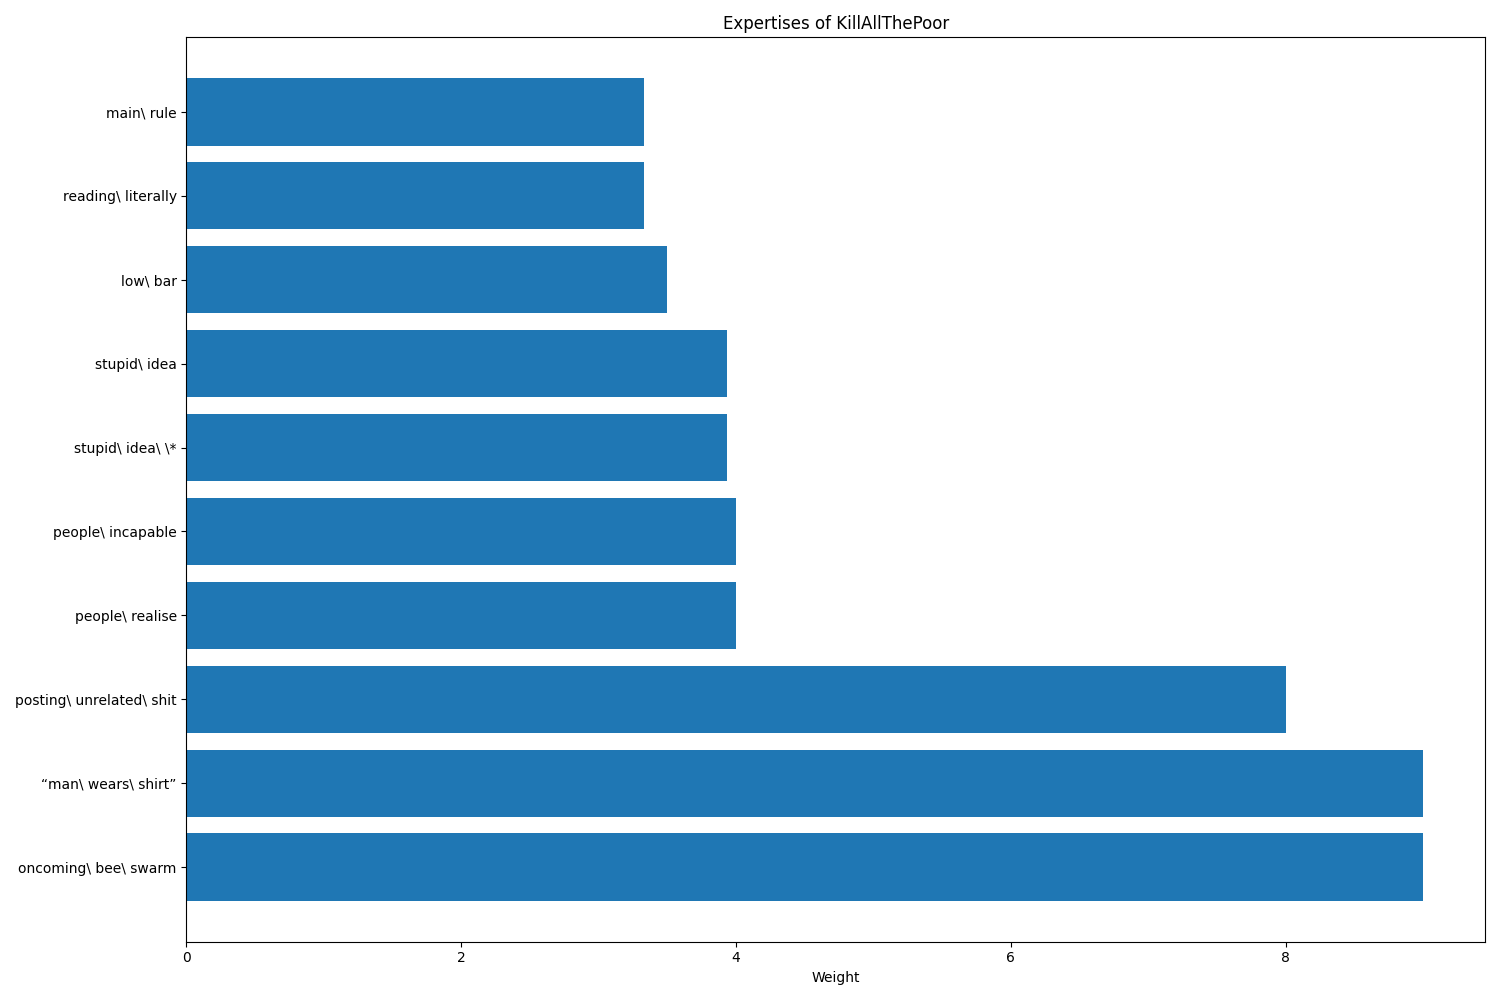 Expertises of KillAllThePoor
main\ rule
reading\ literally
low\ bar
stupid\ idea
stupid\ idea\ \*
people\ incapable
people\ realise
posting\ unrelated\ shit
“man\ wears\ shirt”
oncoming\ bee\ swarm
0 2 4 6 8
Weight